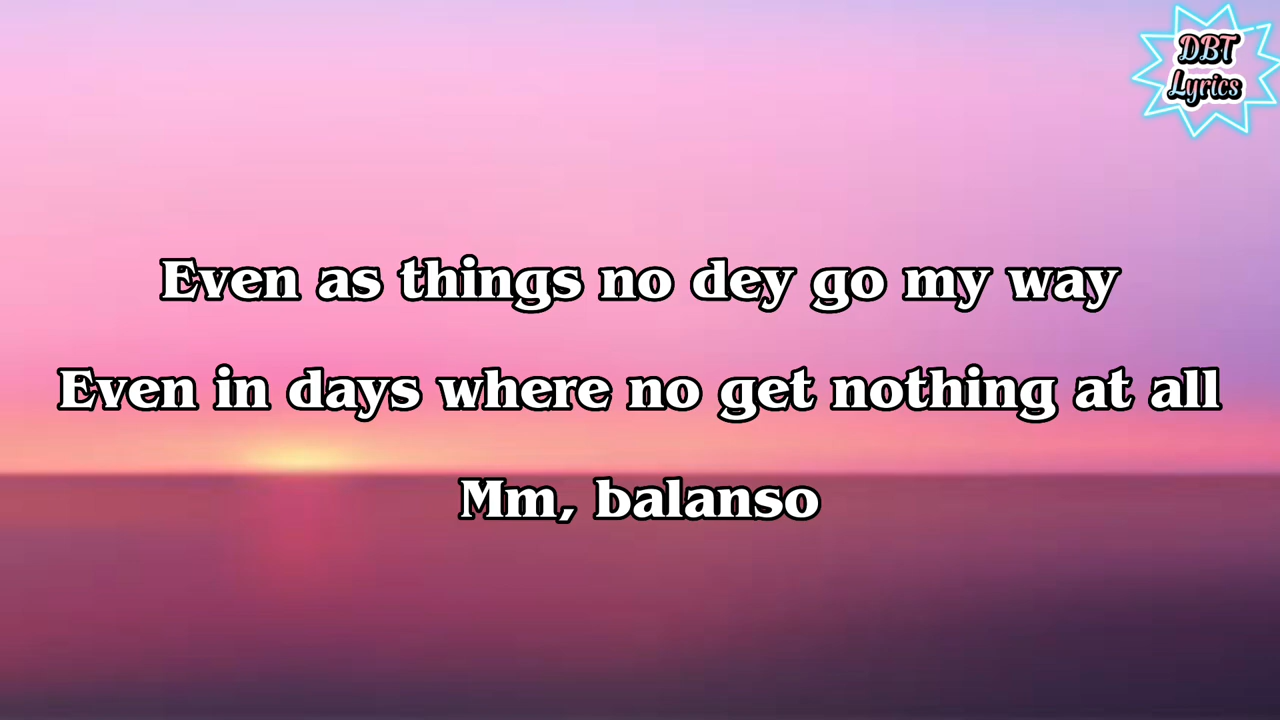 DBT
Lyrics
Even as things no dey go my way
Even in days where no get nothing at all
Mm, balanso